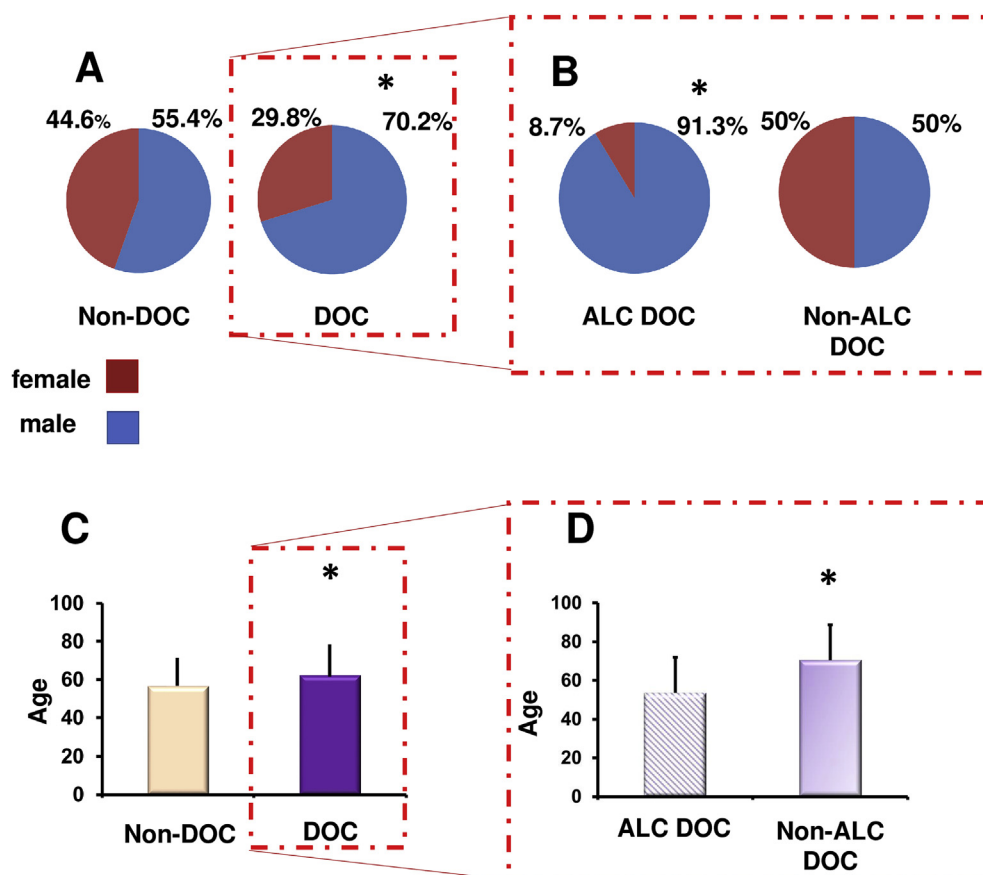 A
B
*
*
44.6%
55.4%
29.8%
70.2%
8.7%
91.3%
50%
50%
Non-DOC
DOC
ALC DOC
Non-ALC
DOC
female
male
C
D
*
*
100
80
60
40
20
0
Age
Non-DOC
DOC
100
80
60
40
20
0
Age
ALC DOC
Non-ALC
DOC